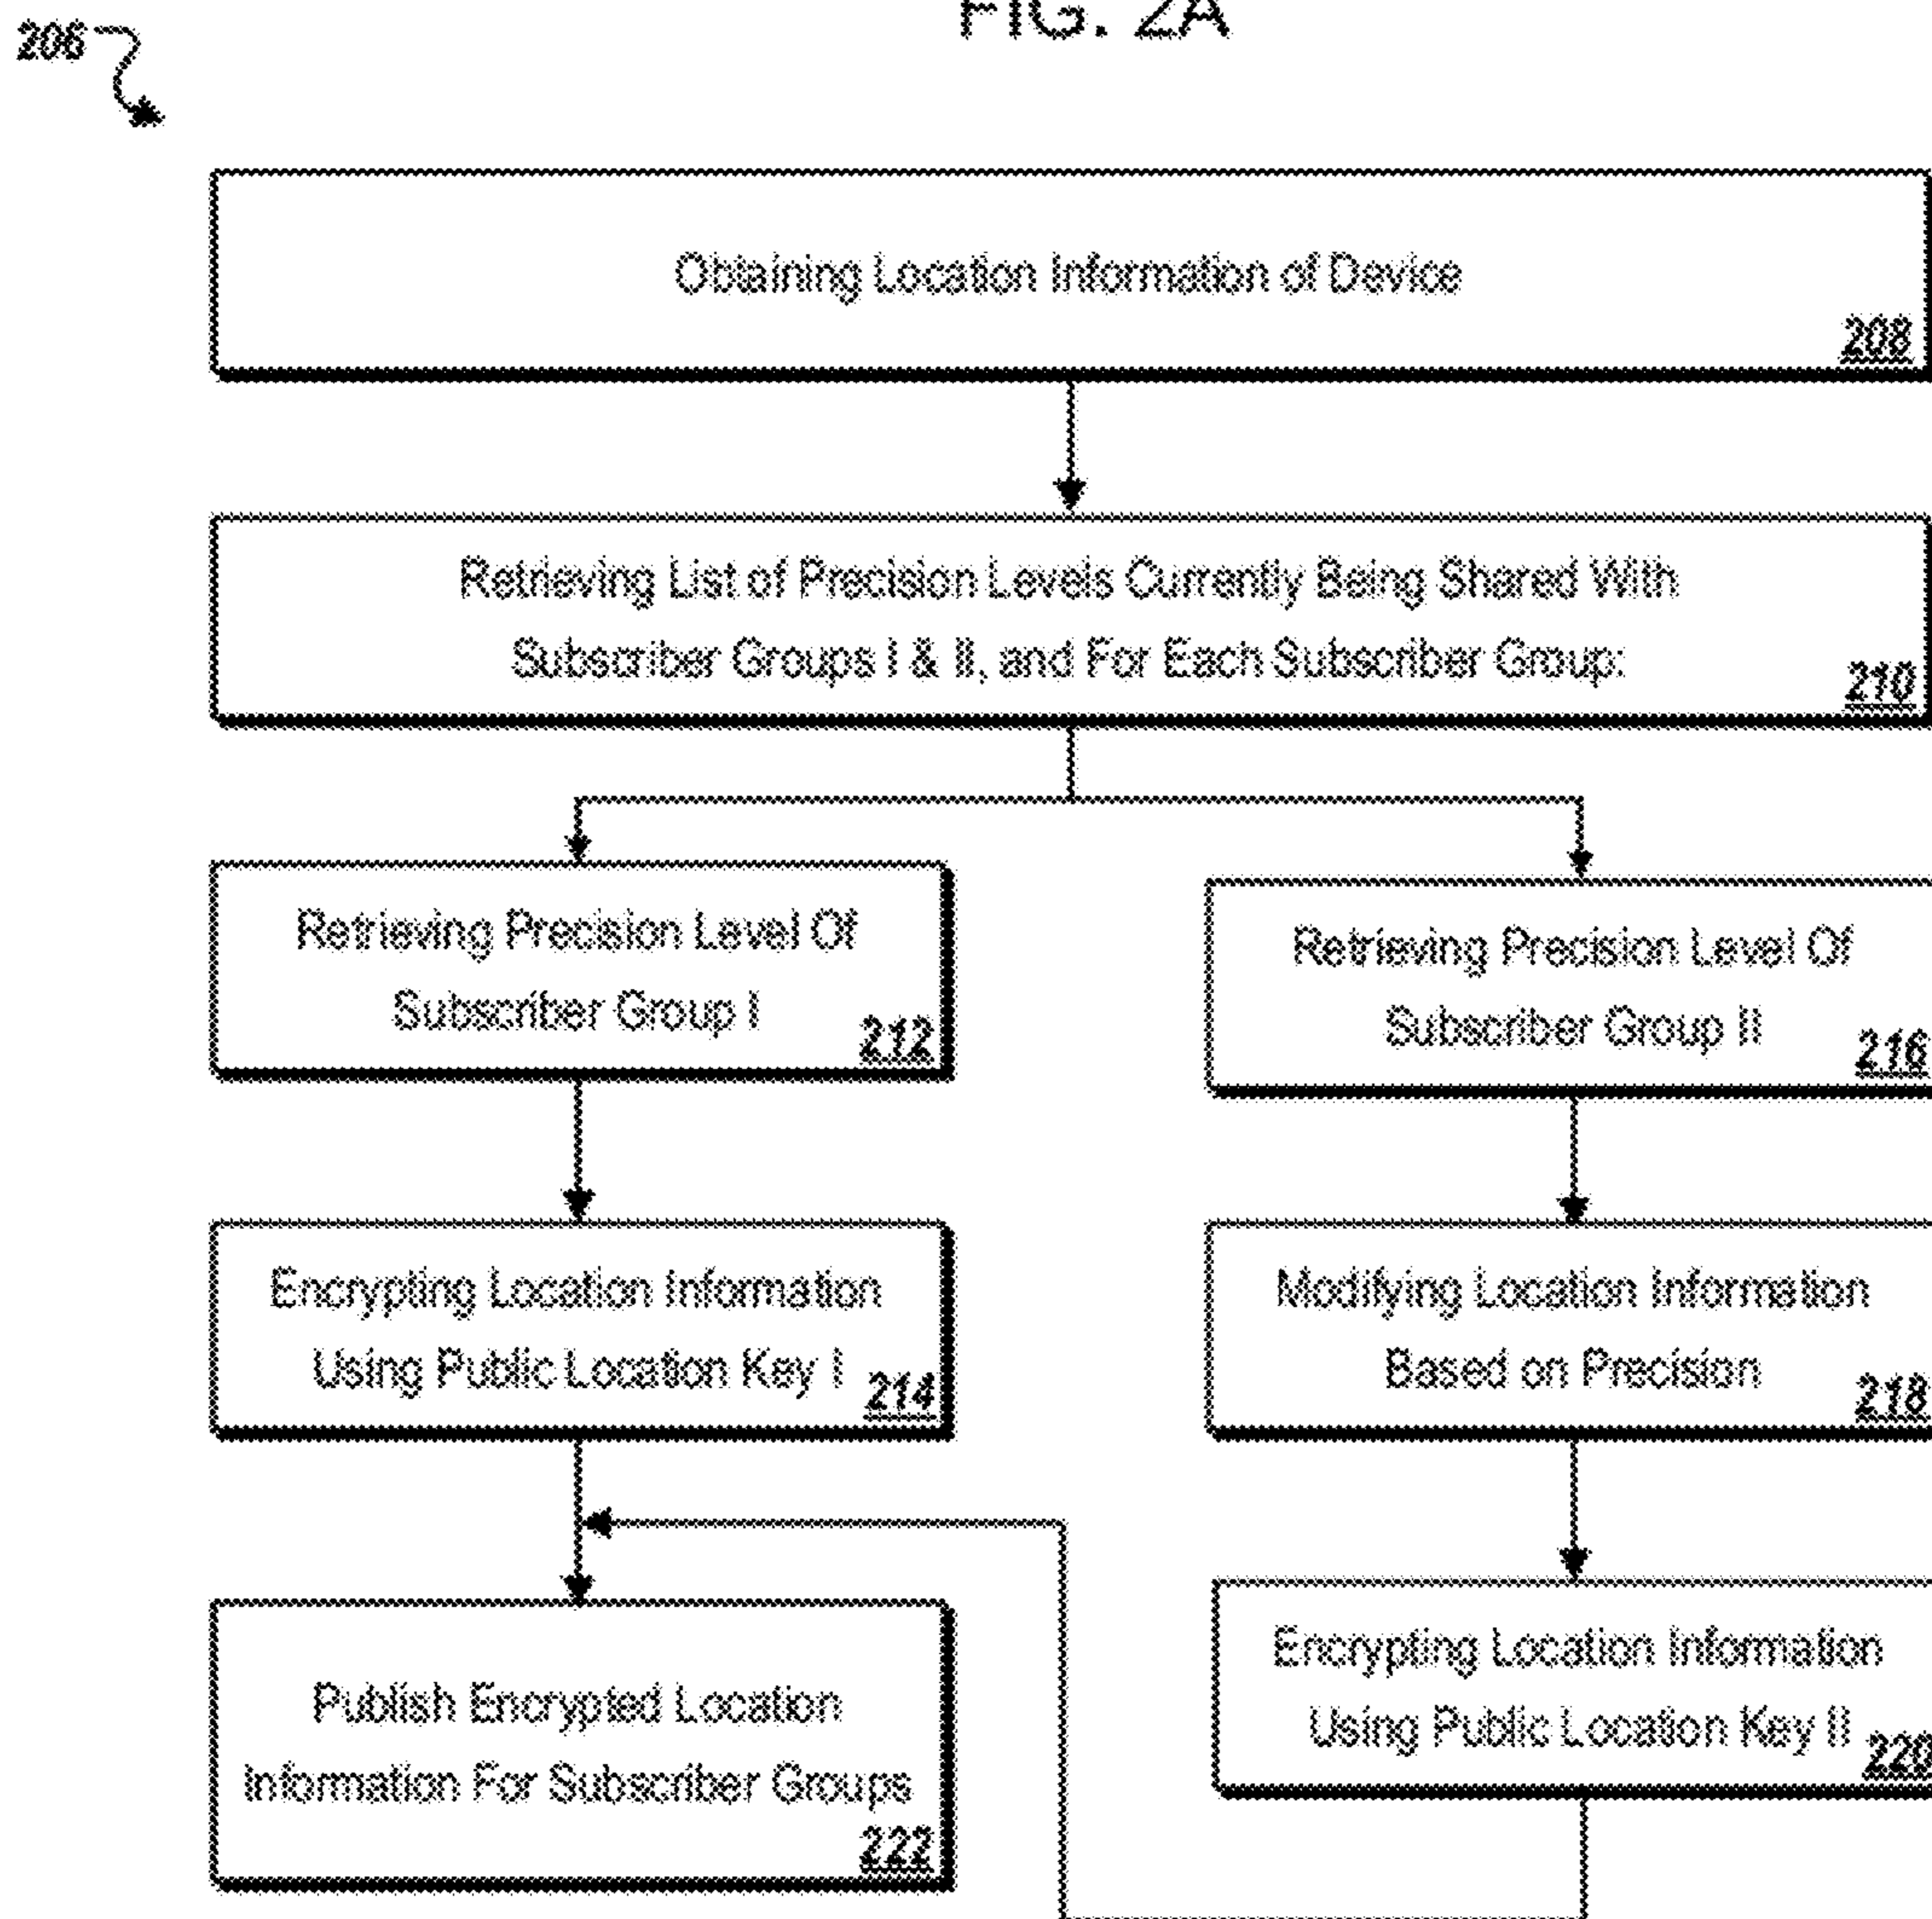 FIG. 2A
206
Obtaining Location Information of Device
208
Retrieving List of Precision Levels Currently Being Shared With
Subscriber Groups I & II, and For Each Subscriber Group:
210
Retrieving Precision Level Of
Subscriber Group I
212
Retrieving Precision Level Of
Subscriber Group II
216
Encrypting Location Information
Using Public Location Key I
214
Modifying Location Information
Based on Precision
218
Encrypting Location Information
Using Public Location Key II
220
Publish Encrypted Location
Information For Subscriber Groups
222